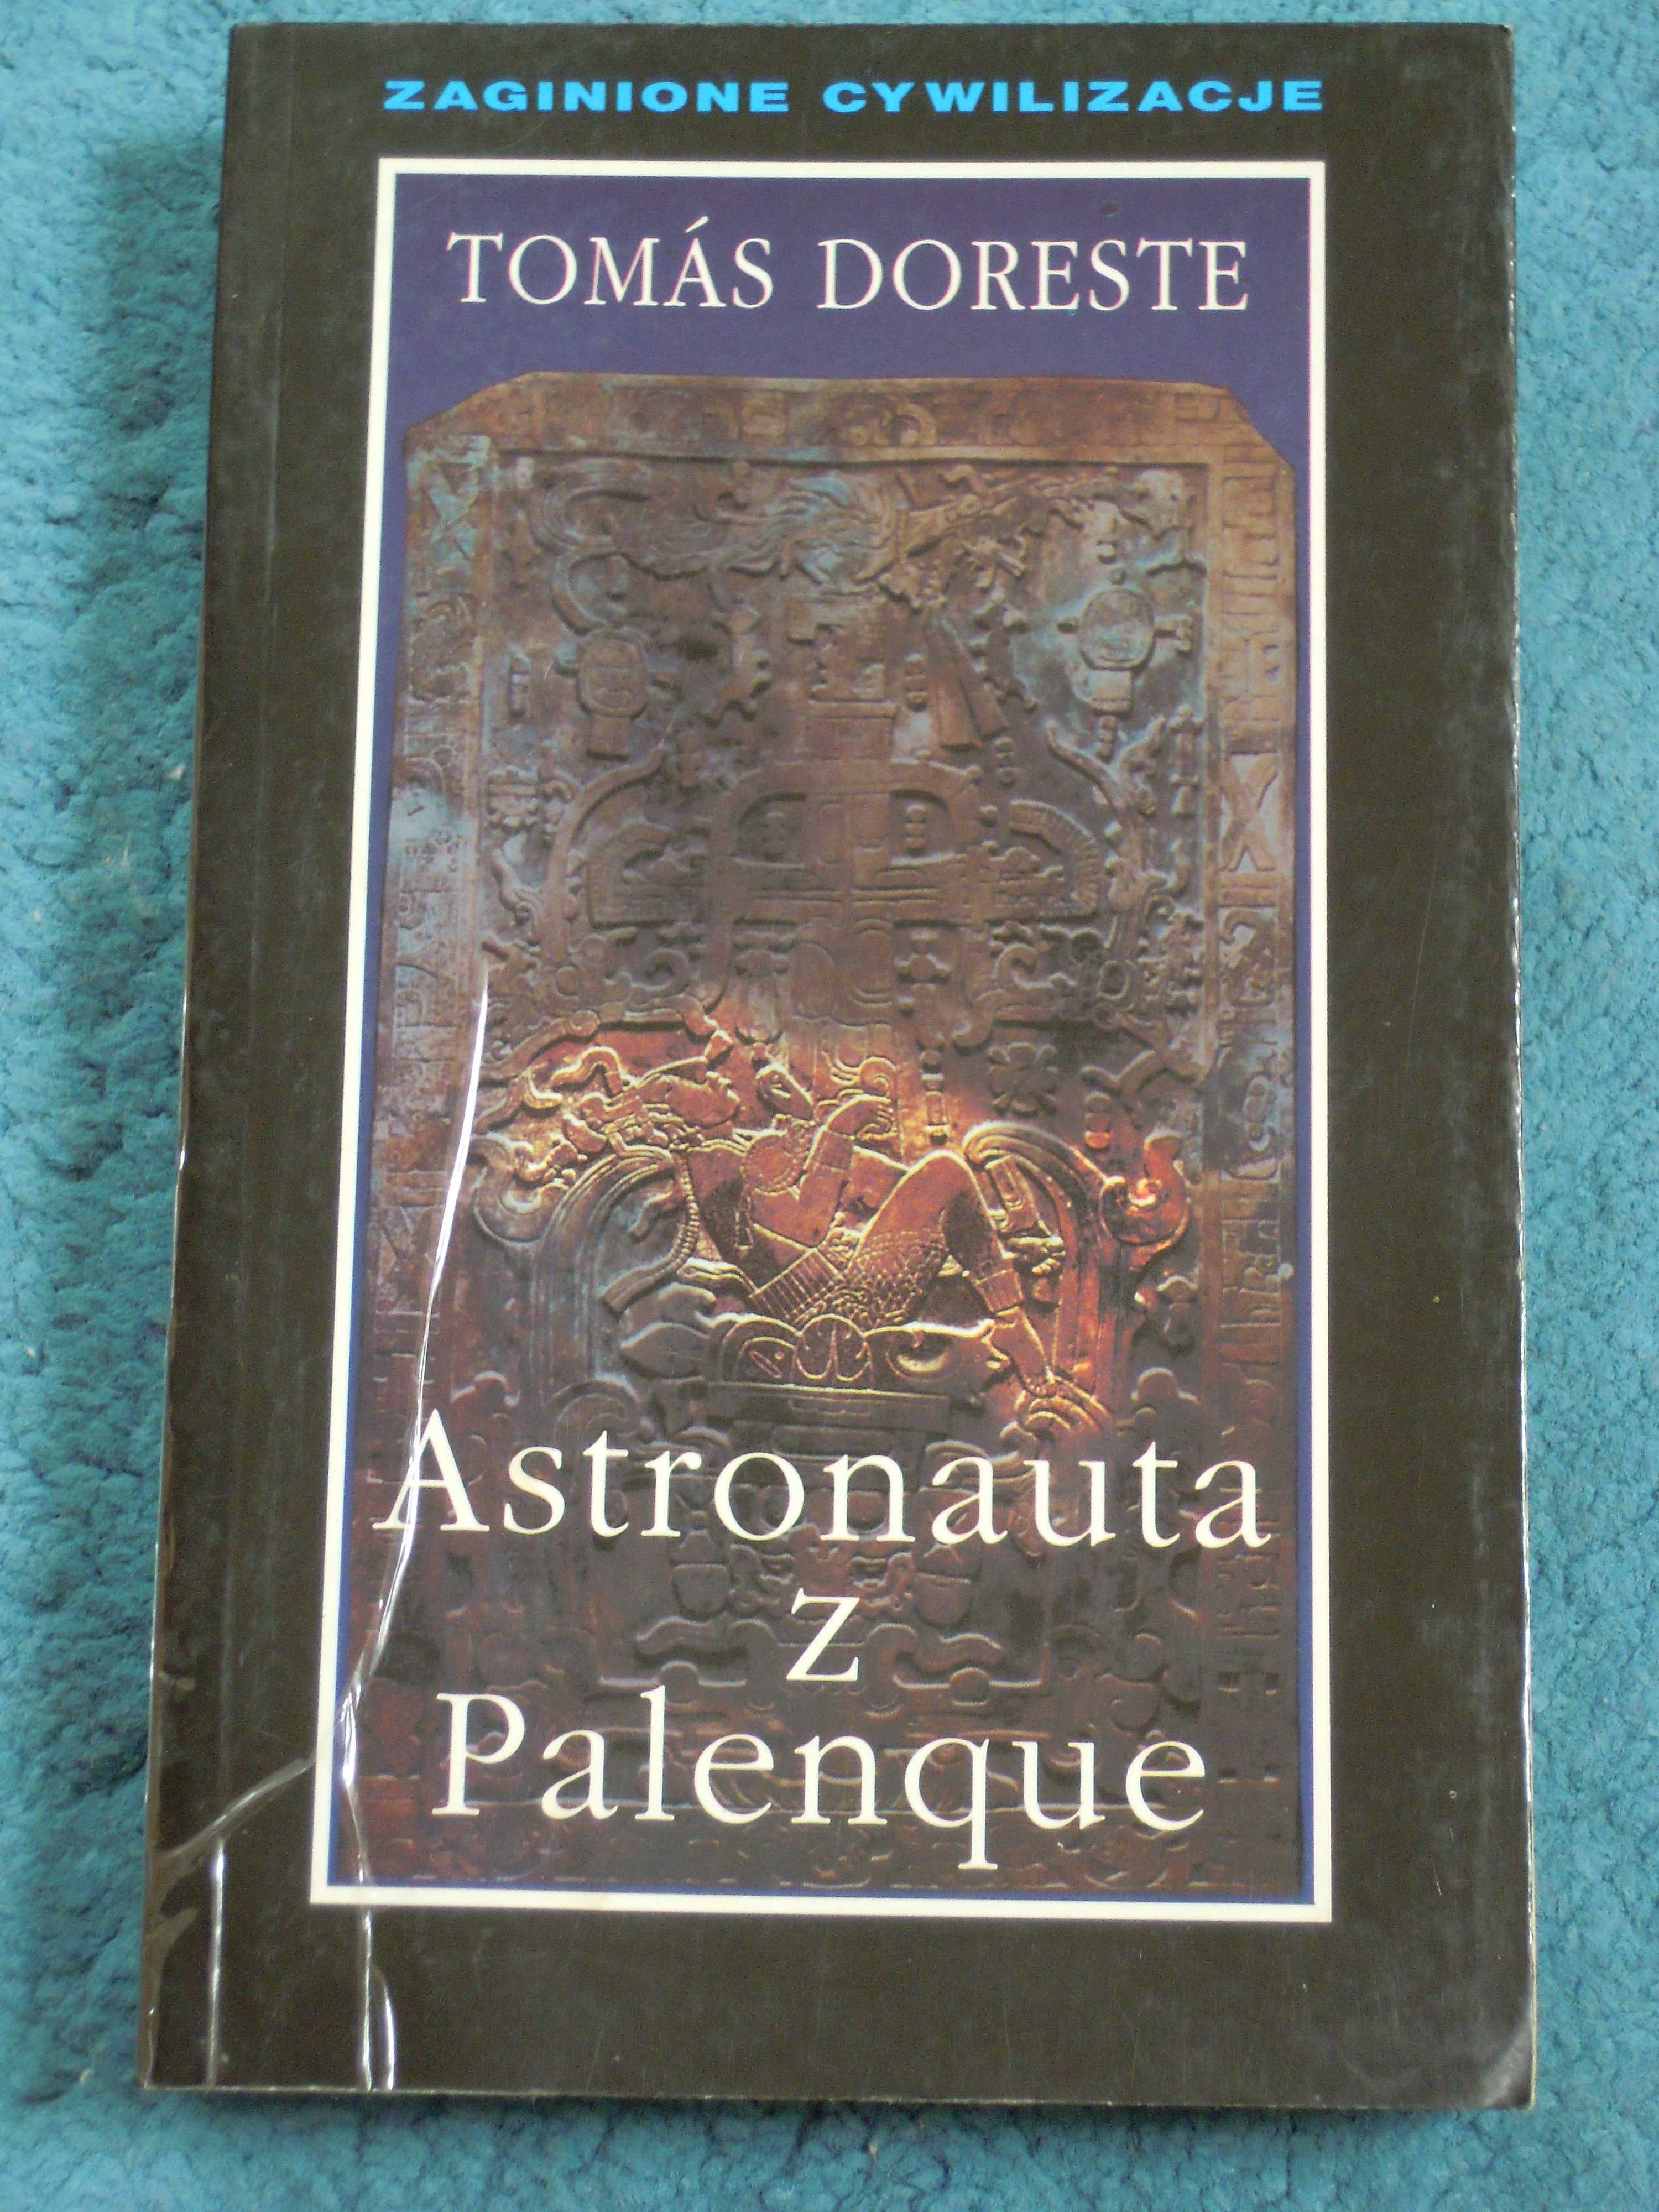 ZAGINIONE CYWILIZACJE
TOMÁS DORESTE
Astronauta
z
Palenque